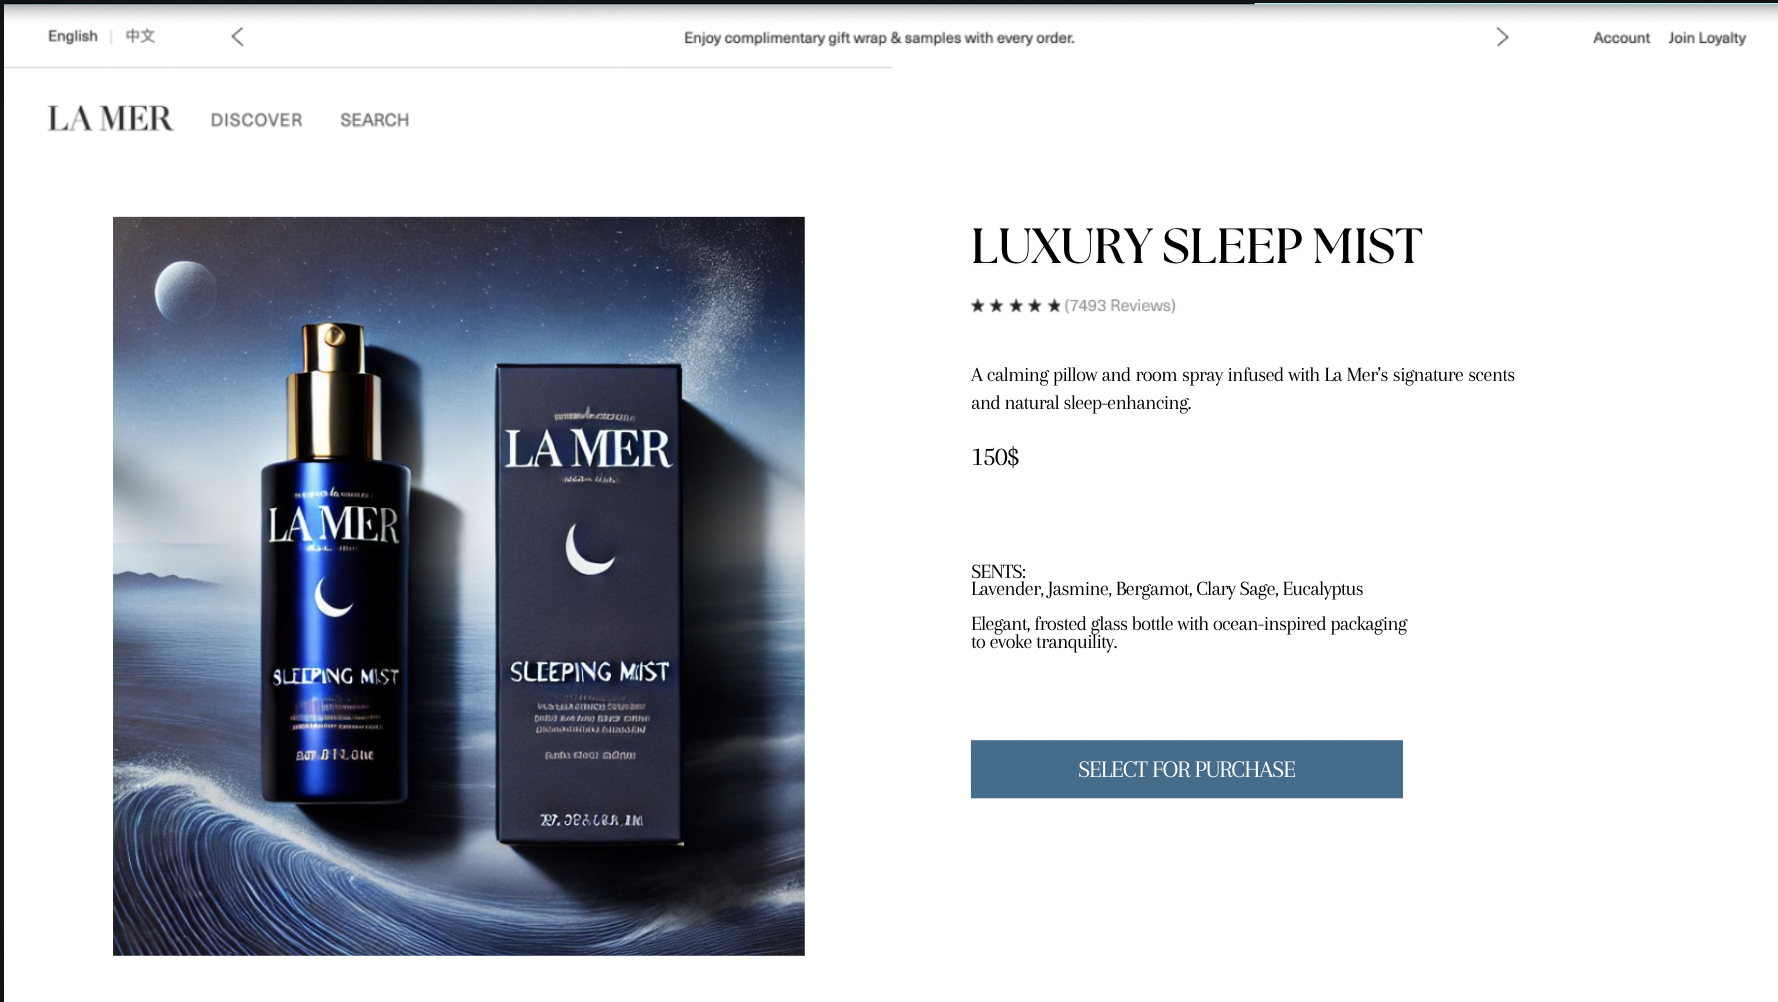 English | 中文
Enjoy complimentary gift wrap & samples with every order.
Account Join Loyalty
LA MER DISCOVER SEARCH
LA MER
SLEEPING MIST
LA MER
SLEEPING MIST
LUXURY SLEEP MIST
(7493 Reviews)
A calming pillow and room spray infused with La Mer’s signature scents
and natural sleep-enhancing.
150$
SENTS:
Lavender, Jasmine, Bergamot, Clary Sage, Eucalyptus
Elegant, frosted glass bottle with ocean-inspired packaging
to evoke tranquility.
SELECT FOR PURCHASE